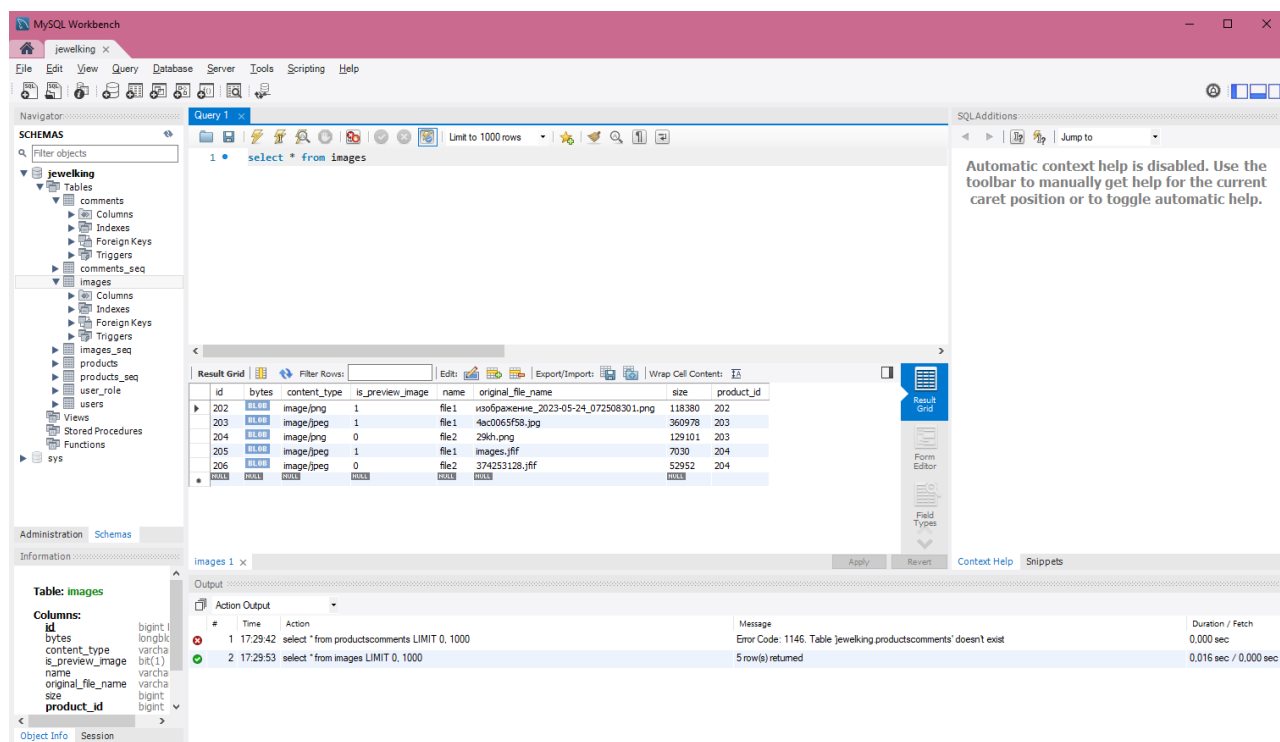 MySQL Workbench
jewelking
File Edit View Query Database Server Tools Scripting Help
Navigator
SCHEMAS
Filter objects
jewelking
Tables
comments
Columns
Indexes
Foreign Keys
Triggers
comments_seq
images
Columns
Indexes
Foreign Keys
Triggers
images_seq
products
products_seq
user_role
users
Views
Stored Procedures
Functions
sys
Administration Schemas
Information
Table: images
Columns:
id bigint
bytes longblo
content_type varcha
is_preview_image bit(1)
name varcha
original_file_name varcha
size bigint
product_id bigint
Object Info Session
Query 1
Limit to 1000 rows
1 select * from images
Result Grid Filter Rows: Edit: Export/Import: Wrap Cell Content:
id bytes content_type is_preview_image name original_file_name size product_id
202 BLOB image/png 1 file1 изображение_2023-05-24_072508301.png 118380 202
203 BLOB image/jpeg 1 file1 4ac0065f58.jpg 360978 203
204 BLOB image/png 0 file2 29kh.png 129101 203
205 BLOB image/jpeg 1 file1 images.jfif 7030 204
206 BLOB image/jpeg 0 file2 374253128.jfif 52952 204
NULL NULL NULL NULL NULL NULL NULL
Result
Grid
Form
Editor
Field
Types
images 1 Apply Revert
SQLAdditions
Jump to
Automatic context help is disabled. Use the
toolbar to manually get help for the current
caret position or to toggle automatic help.
Context Help Snippets
Output
Action Output
# Time Action Message Duration / Fetch
1 17:29:42 select * from productscomments LIMIT 0, 1000 Error Code: 1146. Table 'jewelking.productscomments' doesn't exist 0,000 sec
2 17:29:53 select * from images LIMIT 0, 1000 5 row(s) returned 0,016 sec / 0,000 sec